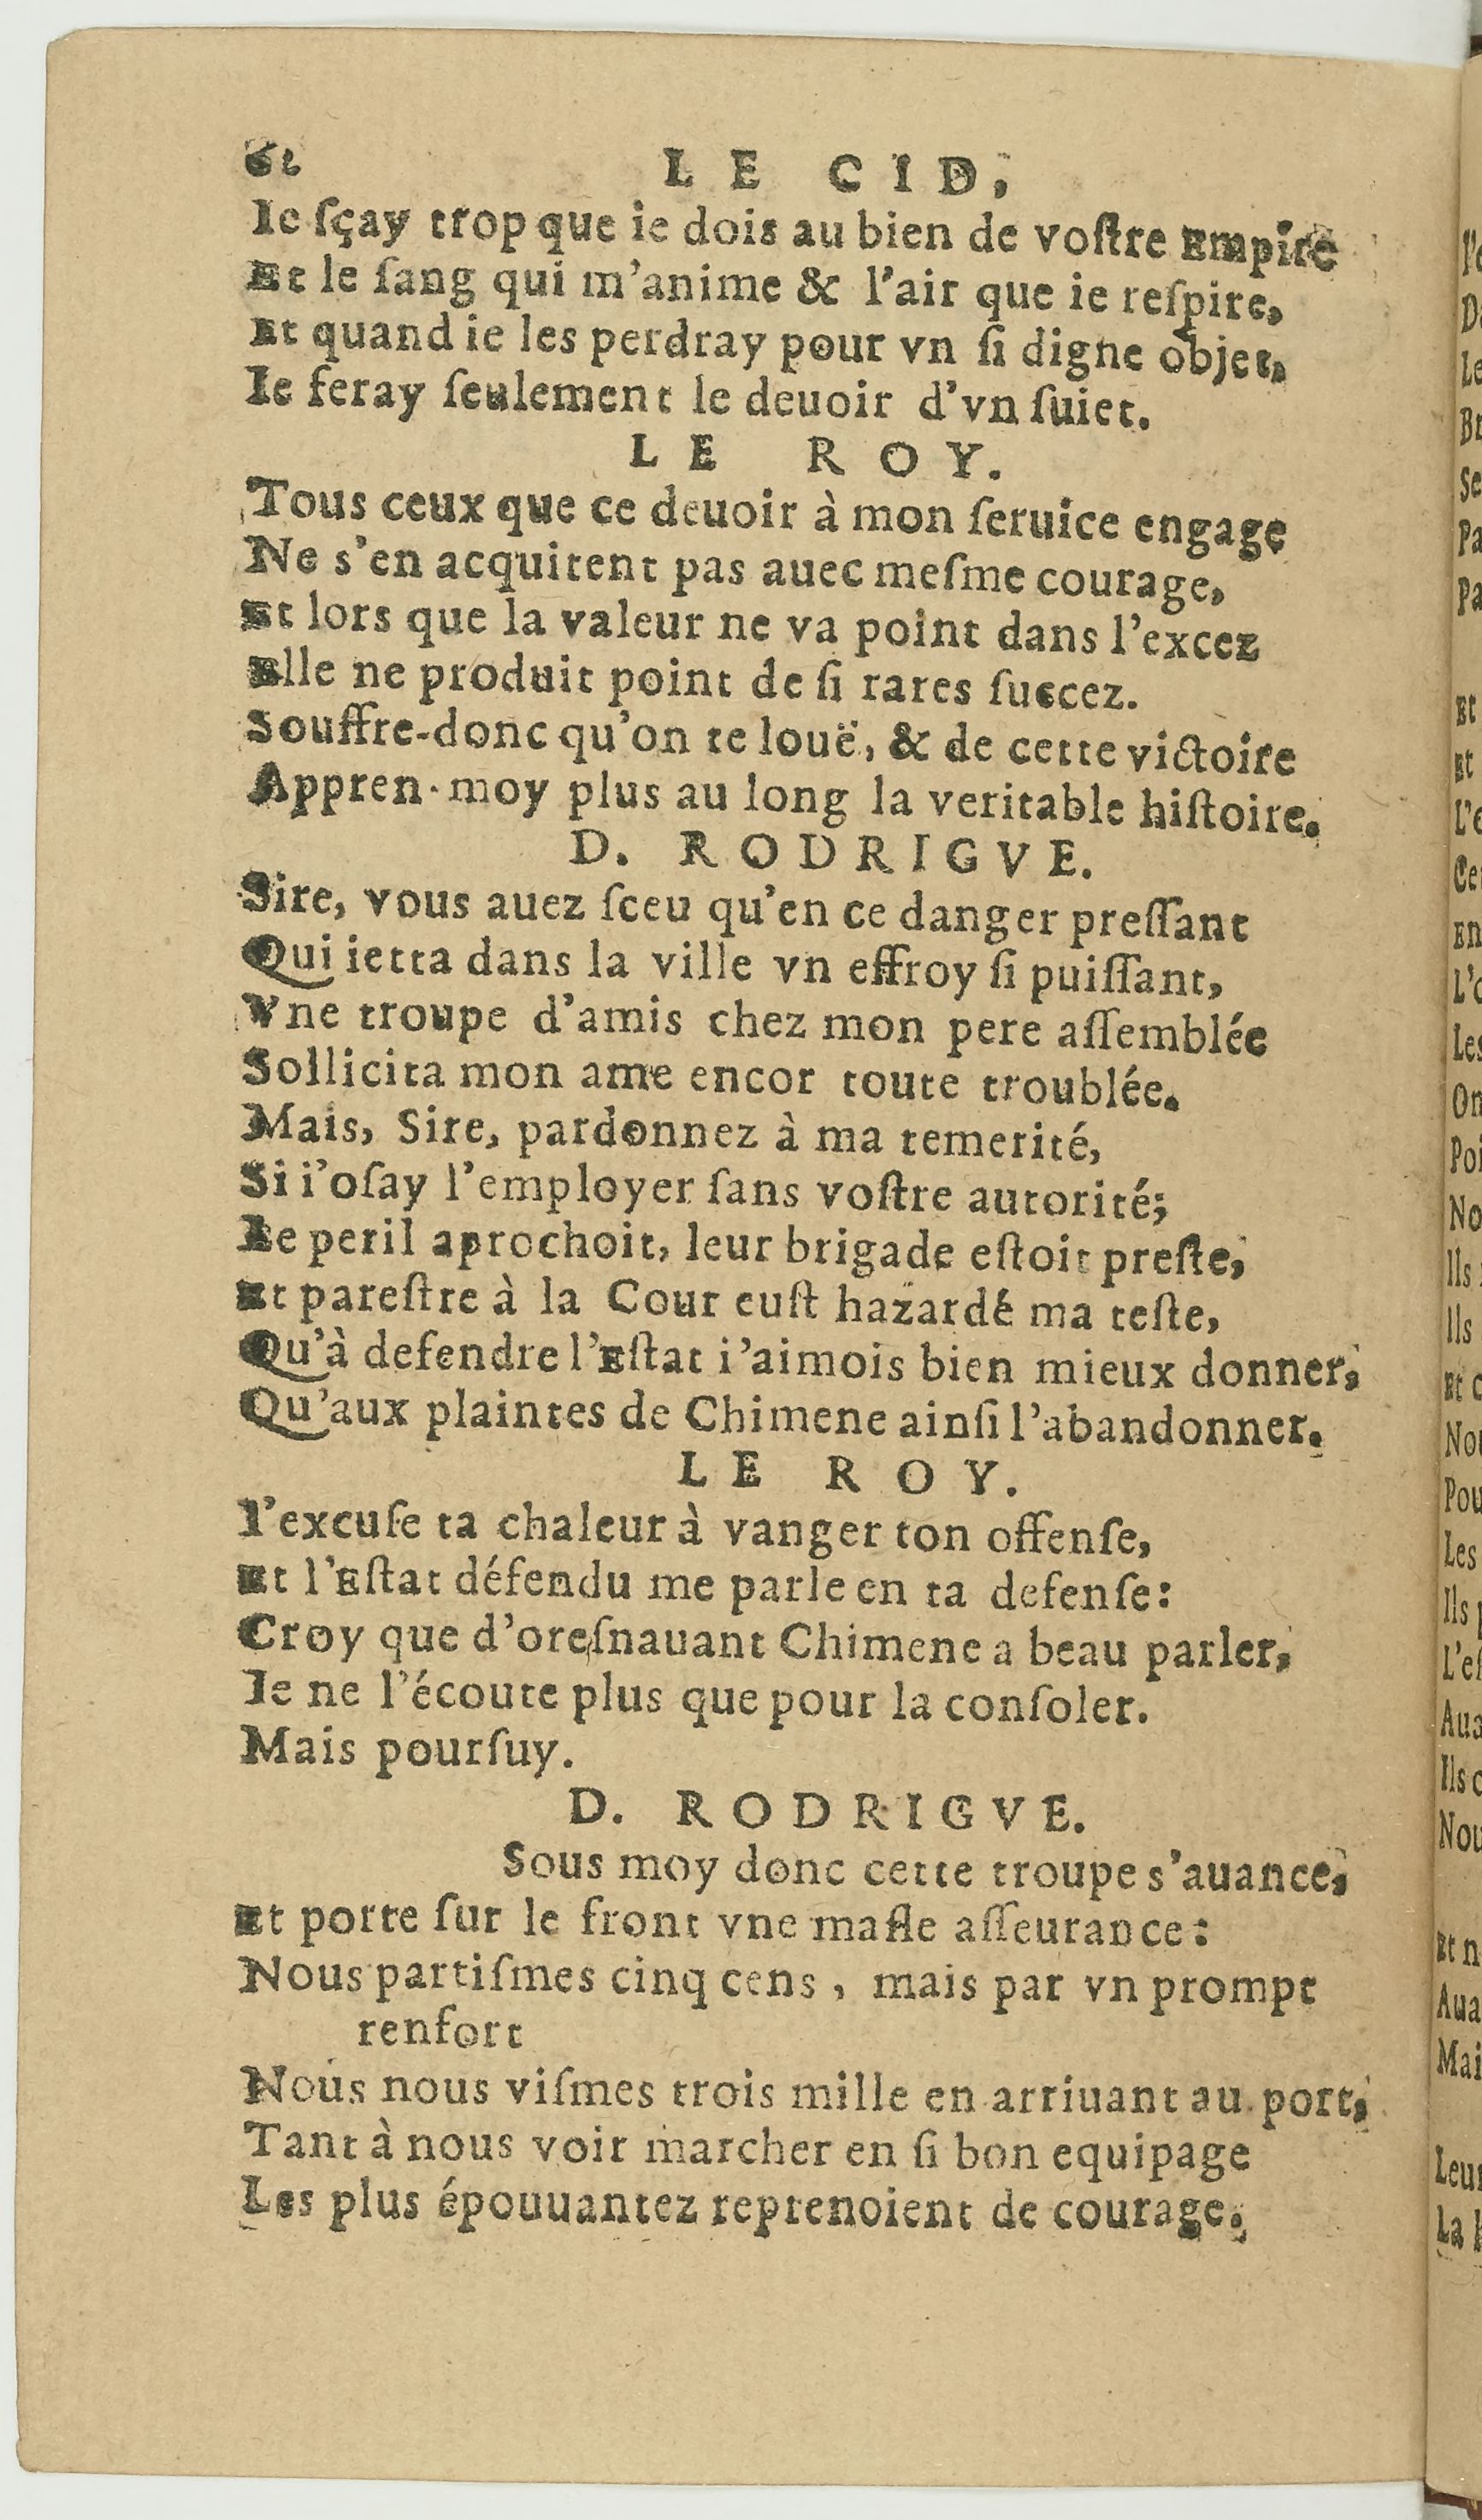 LE CID,
Ie ſçay trop que ie dois au bien de voſtre Empire
Et le ſang qui m'anime & l'air que ie reſpire,
Et quand ie les perdray pour vn ſi digne objet,
Ie feray ſeulement le deuoir d'vn ſuiet.
LE ROY.
Tous ceux que ce deuoir à mon ſeruice engage
Ne s'en acquitent pas auec meſme courage,
Et lors que la valeur ne va point dans l'excez
Elle ne produit point de ſi rares ſuccez.
Souffre-donc qu'on te louë, & de cette victoire
Appren-moy plus au long la veritable hiſtoire.
D. RODRIGVE.
Sire, vous auez ſceu qu'en ce danger preſſant
Qui ietta dans la ville vn effroy ſi puiſſant,
Vne troupe d'amis chez mon pere aſſemblée
Sollicita mon ame encor toute troublée.
Mais, Sire, pardonnez à ma temerité,
Si i'oſay l'employer ſans voſtre autorité;
Le peril aprochoit, leur brigade eſtoit preſte,
Et pareſtre à la Cour euſt hazardé ma teſte,
Qu'à defendre l'Eſtat i'aimois bien mieux donner,
Qu'aux plaintes de Chimene ainſi l'abandonner.
LE ROY.
I'excuſe ta chaleur à vanger ton offenſe,
Et l'Eſtat défendu me parle en ta defenſe:
Croy que d'oreſnauant Chimene a beau parler,
Ie ne l'écoute plus que pour la conſoler.
Mais pourſuy.
D. RODRIGVE.
Sous moy donc cette troupe s'auance,
Et porte ſur le front vne maſle aſſeurance:
Nous partiſmes cinq cens, mais par vn prompt
renfort
Nous nous viſmes trois mille en arriuant au port,
Tant à nous voir marcher en ſi bon equipage
Les plus épouuantez reprenoient de courage.